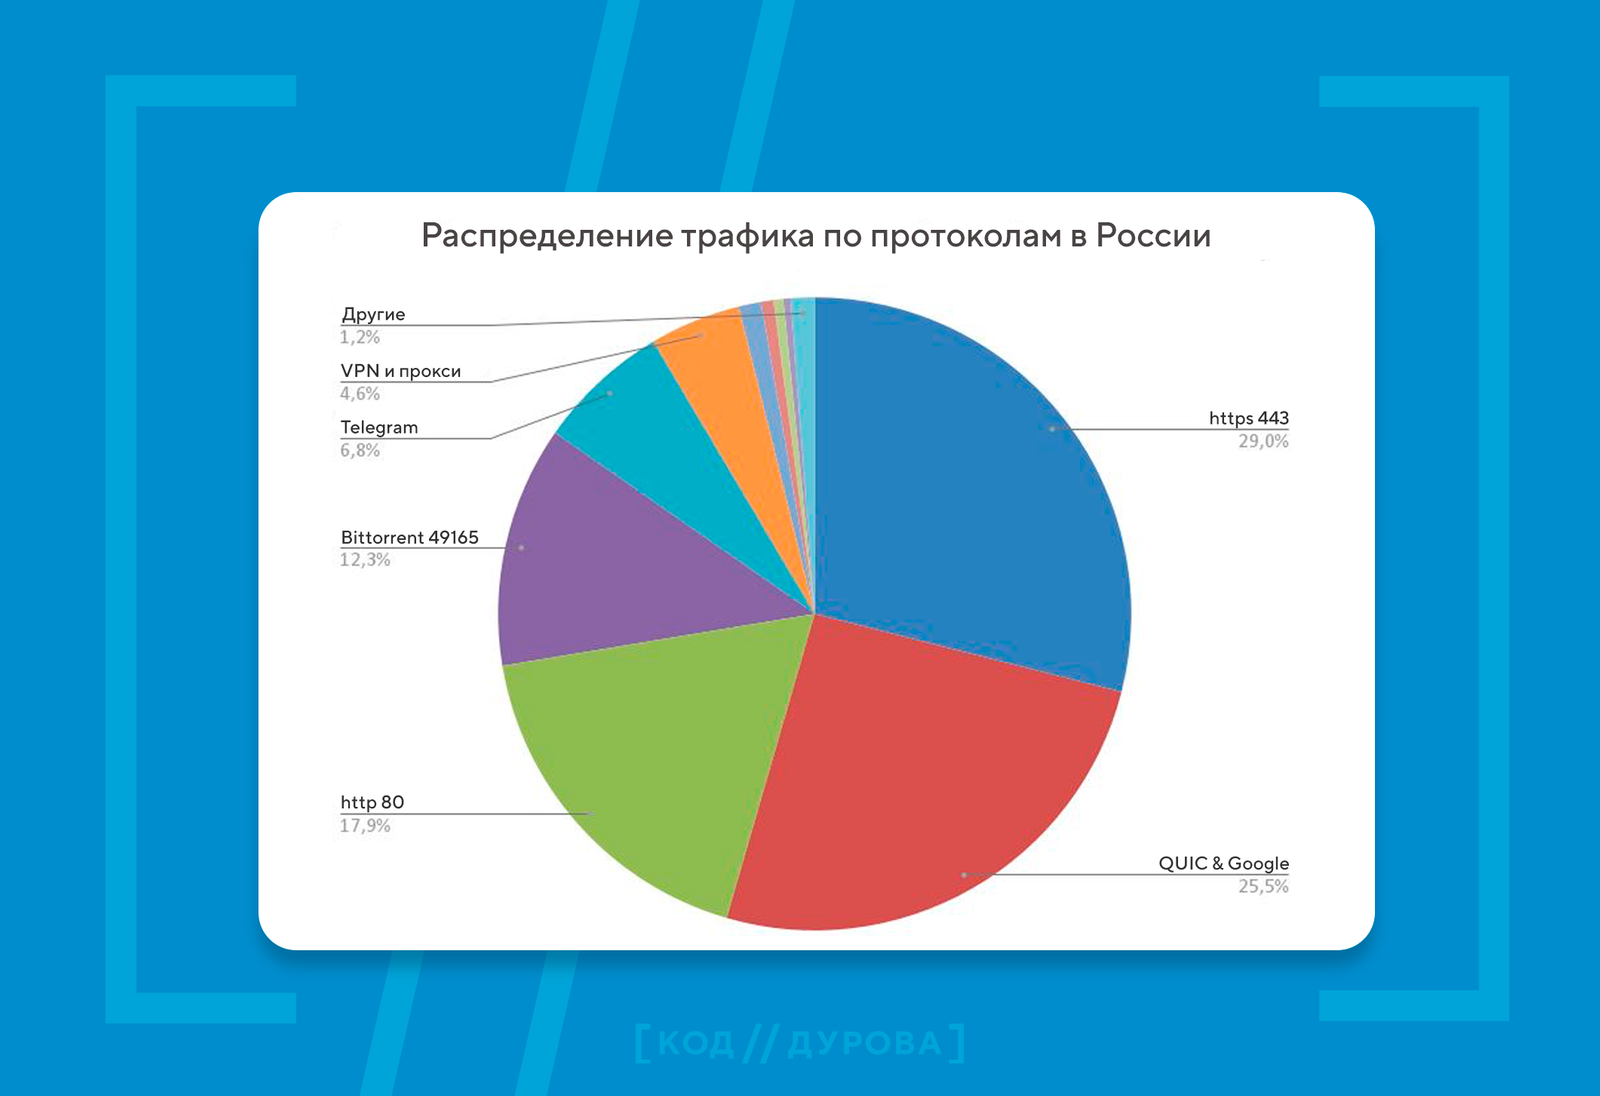 Распределение трафика по протоколам в России
Другие
1,2%
VPN и прокси
4,6%
Telegram
6,8%
Bittorrent 49165
12,3%
http 80
17,9%
https 443
29,0%
QUIC & Google
25,5%
[КОД//ДУРОВА]